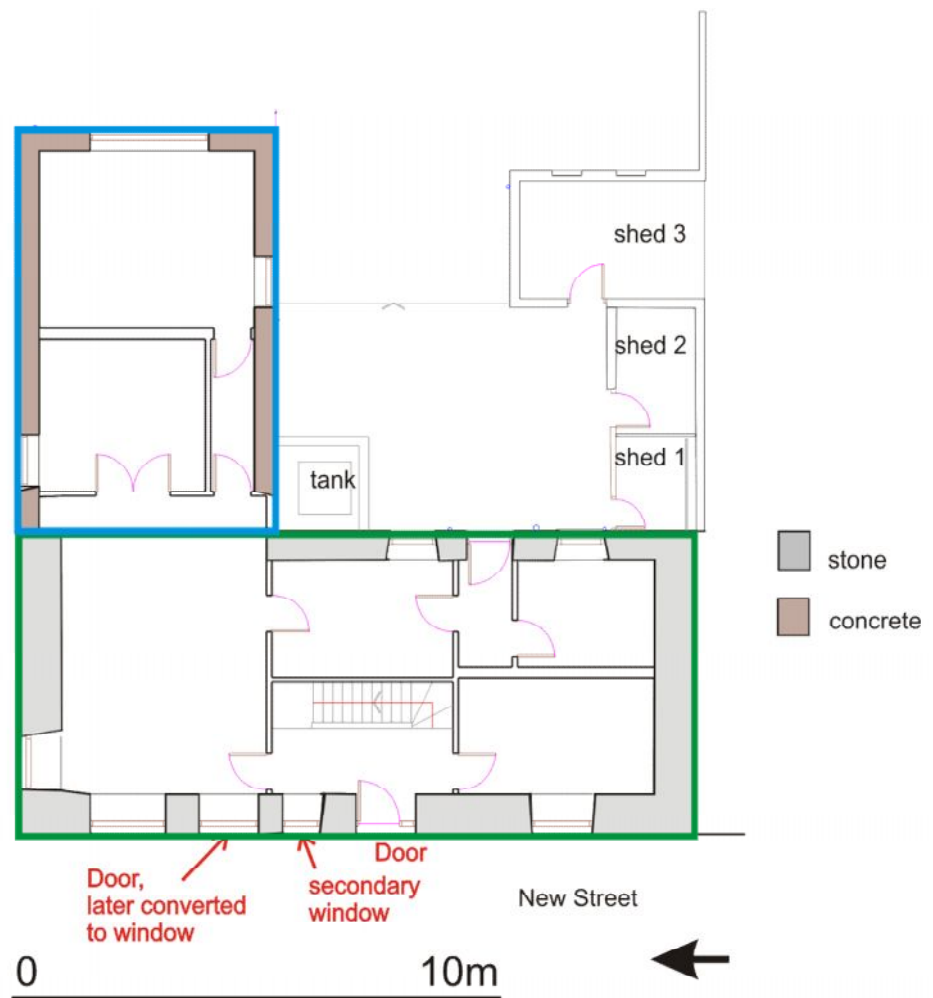 shed 3
shed 2
shed 1
tank
stone
concrete
Door
Door,
later converted
to window
secondary
window
New Street
0
10m